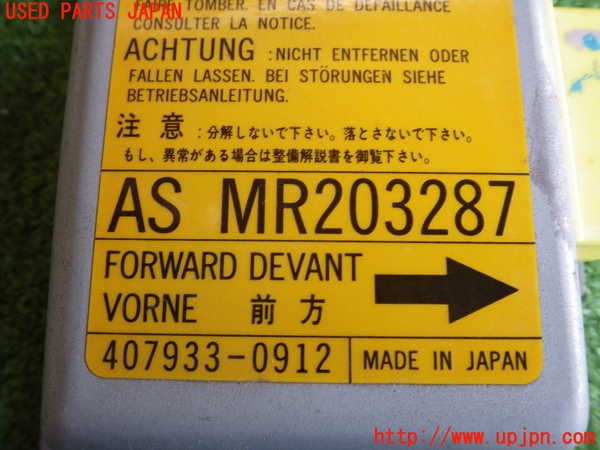 USED PARTS JAPAN
TOMBER. EN CAS DE DÉFAILLANCE
CONSULTER LA NOTICE.
ACHTUNG :NICHT ENTFERNEN ODER
FALLEN LASSEN. BEI STÖRUNGEN SIEHE
BETRIEBSANLEITUNG.
注意 :分解しないで下さい。落とさないで下さい。
もし、異常がある場合は整備解説書を御覧下さい。
AS MR203287
FORWARD DEVANT
VORNE 前方
407933-0912 MADE IN JAPAN
http://www.upjpn.com